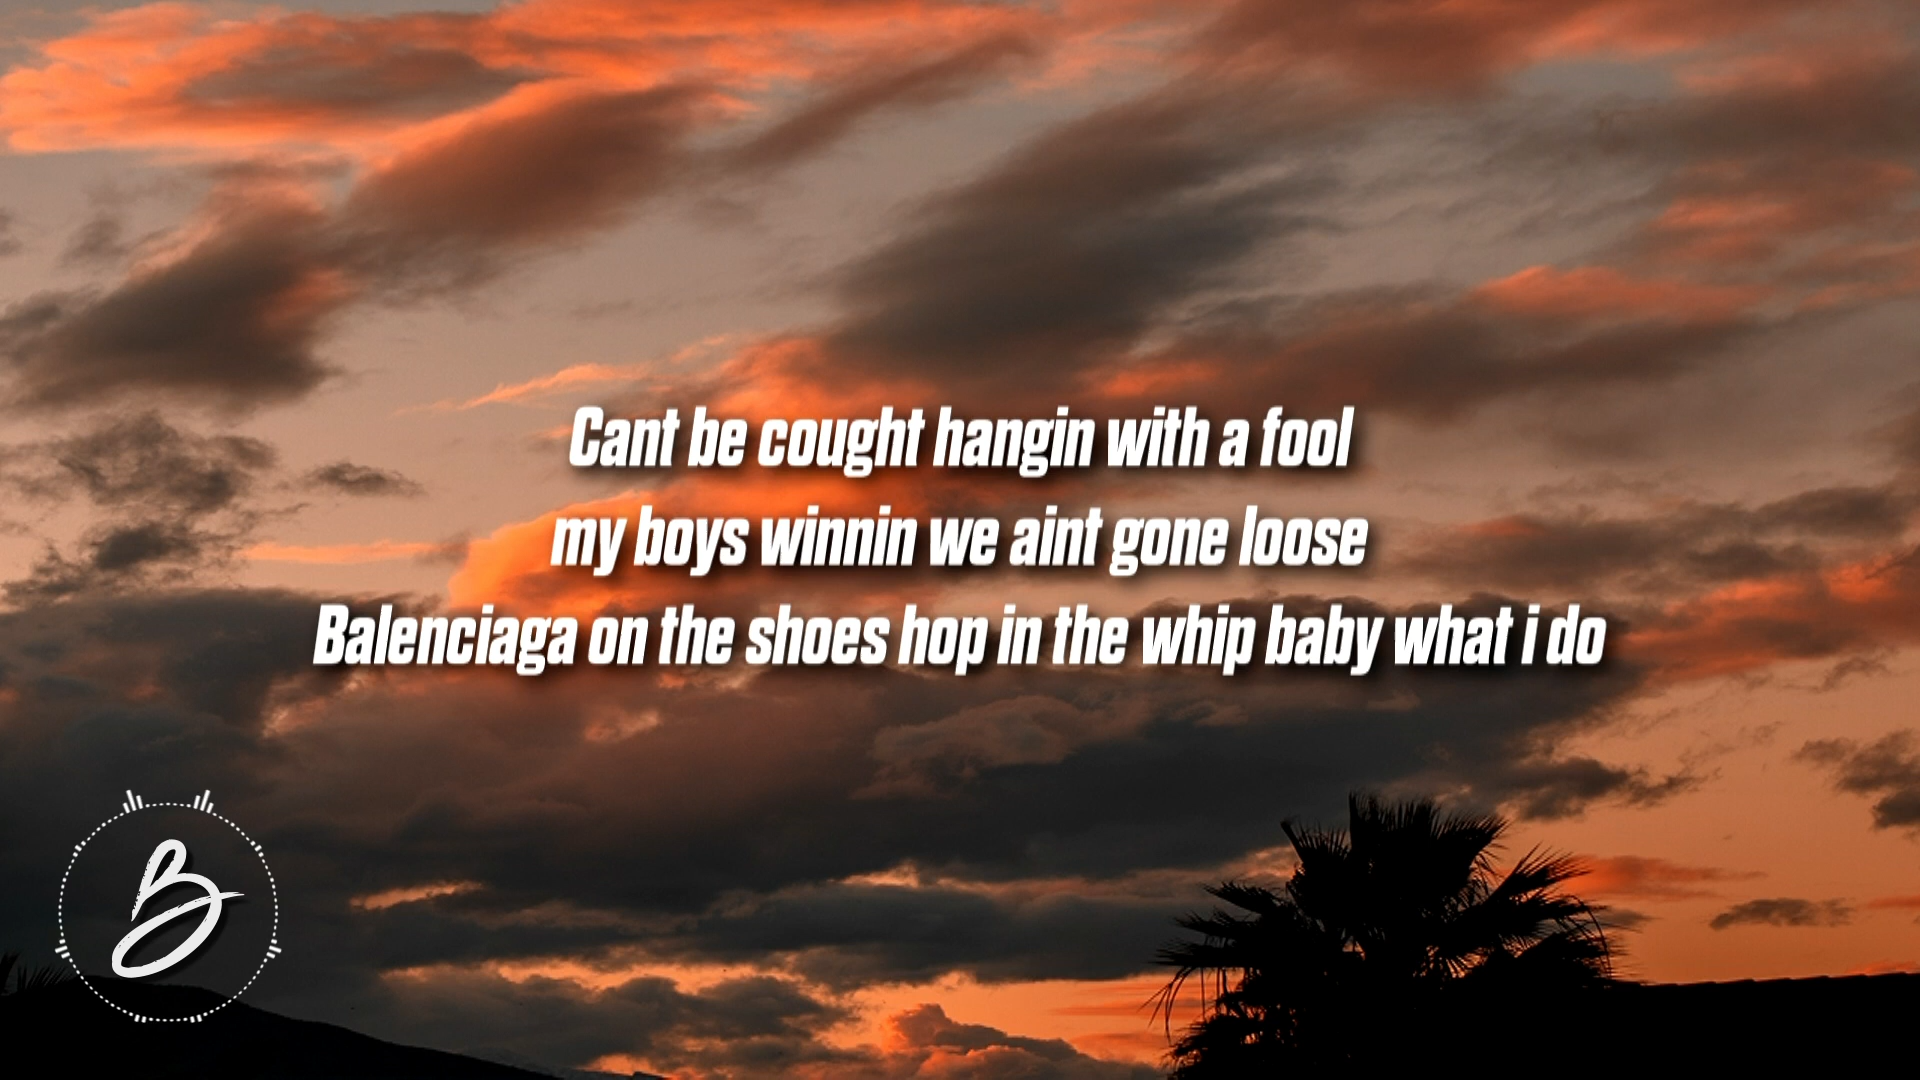 Cant be cought hangin with a fool
my boys winnin we aint gone loose
Balenciaga on the shoes hop in the whip baby what i do
B